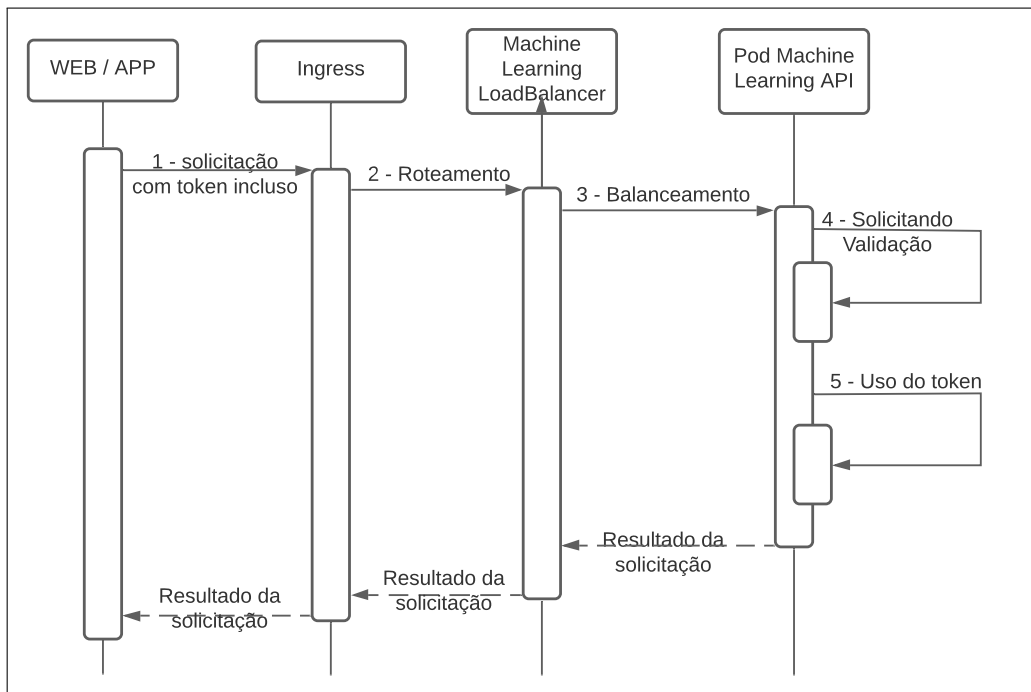 WEB / APP
Ingress
Machine
Learning
LoadBalancer
Pod Machine
Learning API
1 - solicitação
com token incluso
2 - Roteamento
3 - Balanceamento
4 - Solicitando
Validação
5 - Uso do token
Resultado da
solicitação
Resultado da
solicitação
Resultado da
solicitação